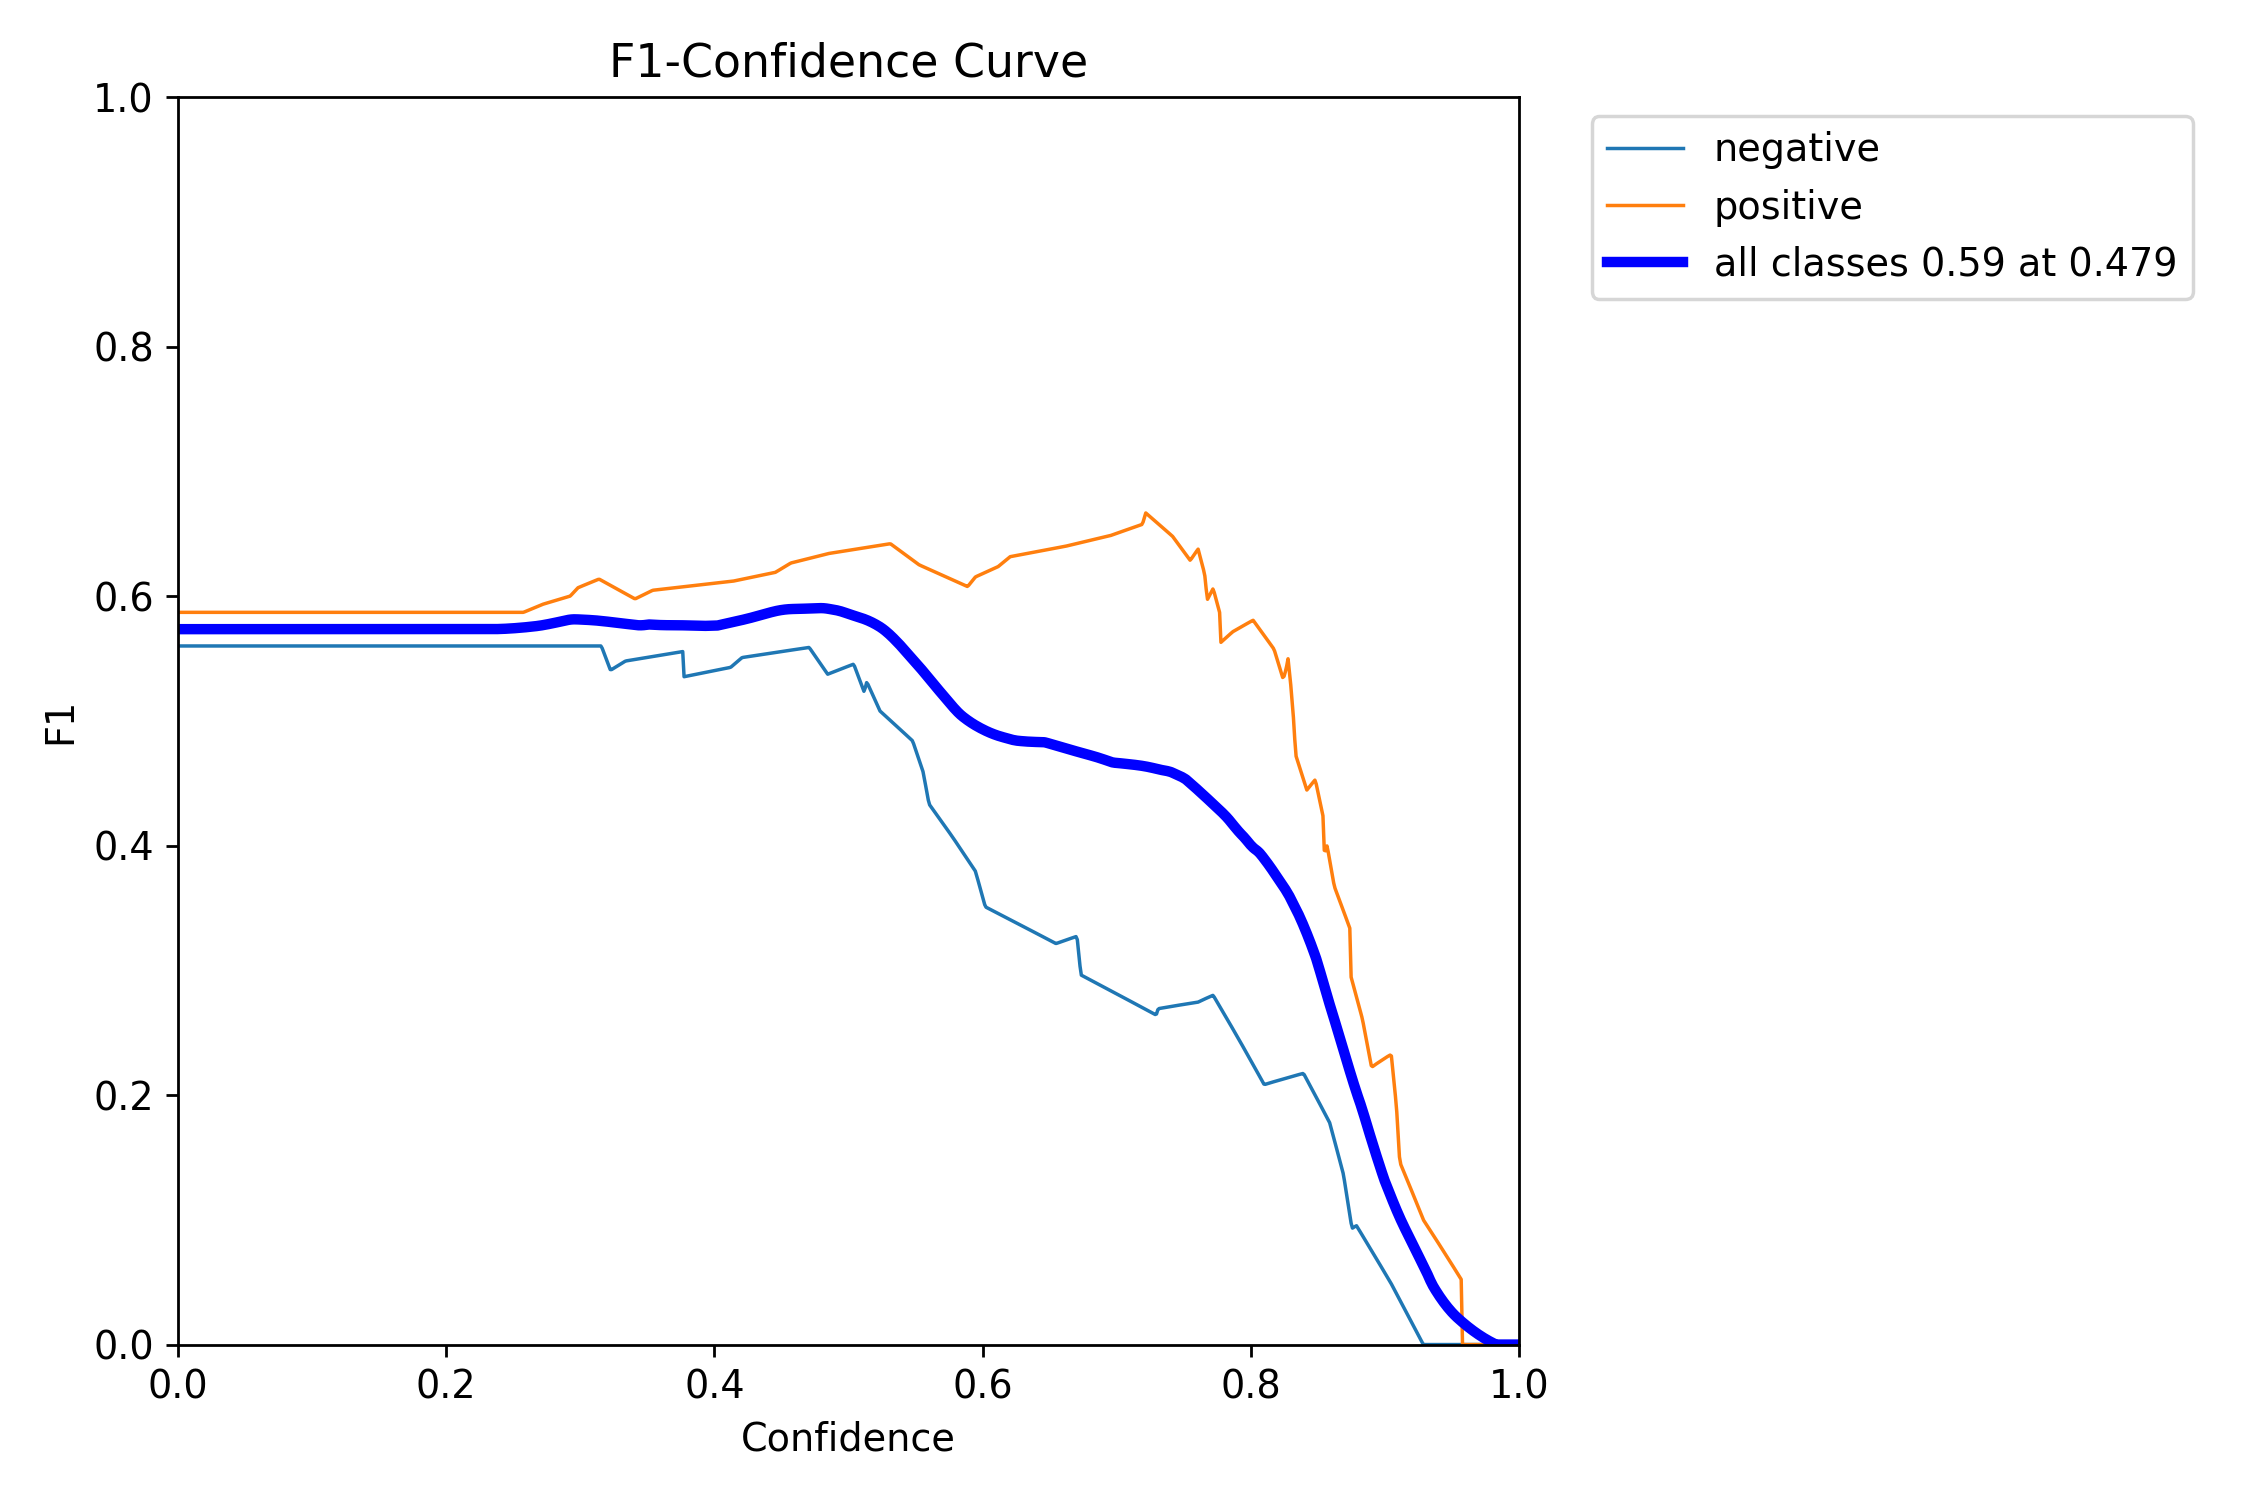 F1-Confidence Curve
1.0
0.8
0.6
0.4
0.2
0.0
F1
0.0 0.2 0.4 0.6 0.8 1.0
Confidence
negative
positive
all classes 0.59 at 0.479